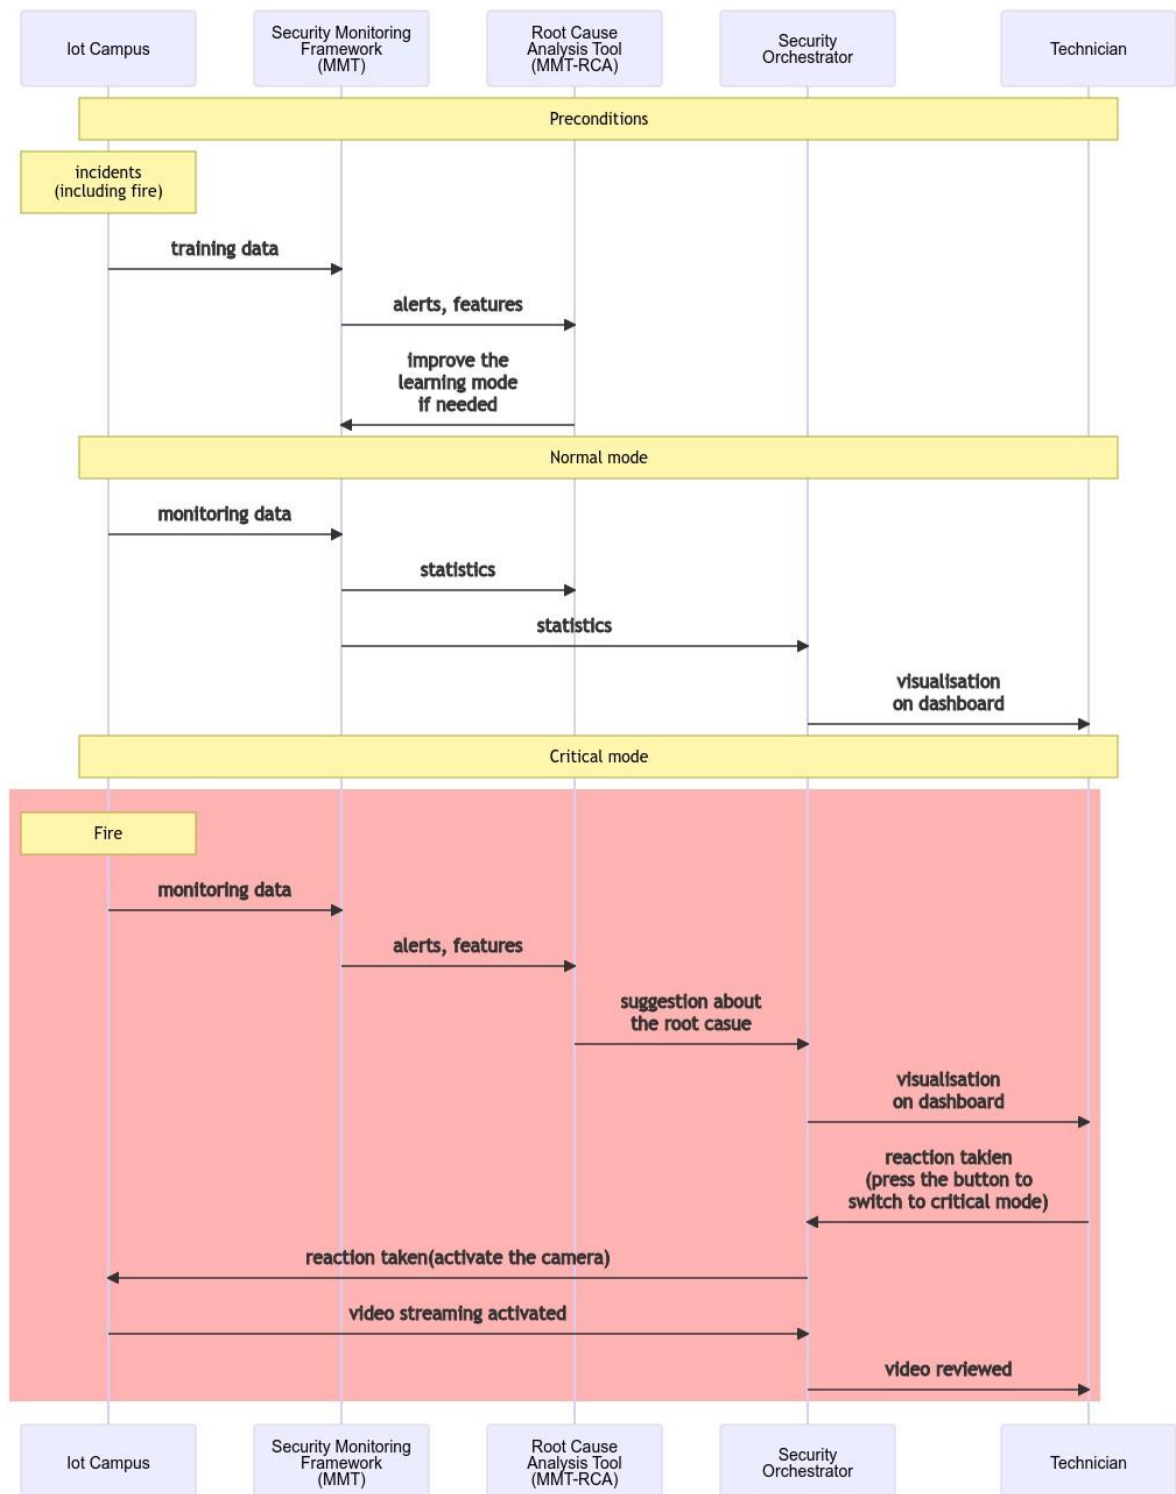 Iot Campus
Security Monitoring
Framework
(MMT)
Root Cause
Analysis Tool
(MMT-RCA)
Security
Orchestrator
Technician
Preconditions
incidents
(including fire)
training data
alerts, features
improve the
learning mode
if needed
Normal mode
monitoring data
statistics
statistics
visualisation
on dashboard
Critical mode
Fire
monitoring data
alerts, features
suggestion about
the root casue
visualisation
on dashboard
reaction takien
(press the button to
switch to critical mode)
reaction taken(activate the camera)
video streaming activated
video reviewed
Iot Campus
Security Monitoring
Framework
(MMT)
Root Cause
Analysis Tool
(MMT-RCA)
Security
Orchestrator
Technician